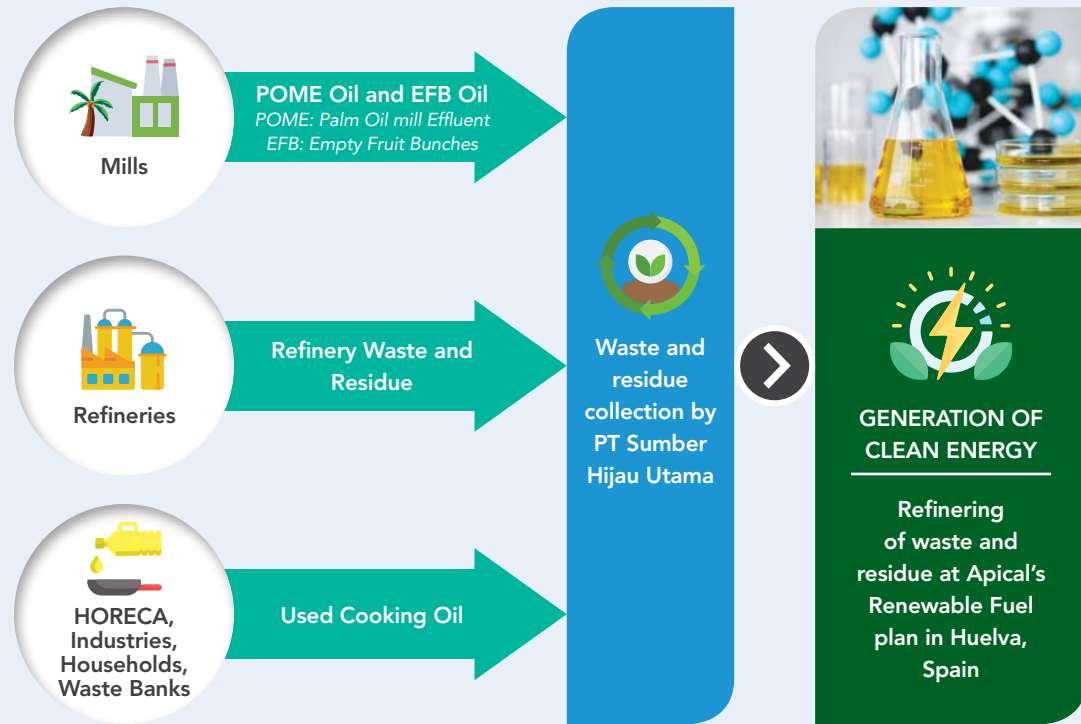 Mills
POME Oil and EFB Oil
POME: Palm Oil mill Effluent
EFB: Empty Fruit Bunches
Refineries
Refinery Waste and
Residue
HORECA,
Industries,
Households,
Waste Banks
Used Cooking Oil
Waste and
residue
collection by
PT Sumber
Hijau Utama
GENERATION OF
CLEAN ENERGY
Refinering
of waste and
residue at Apical's
Renewable Fuel
plan in Huelva,
Spain